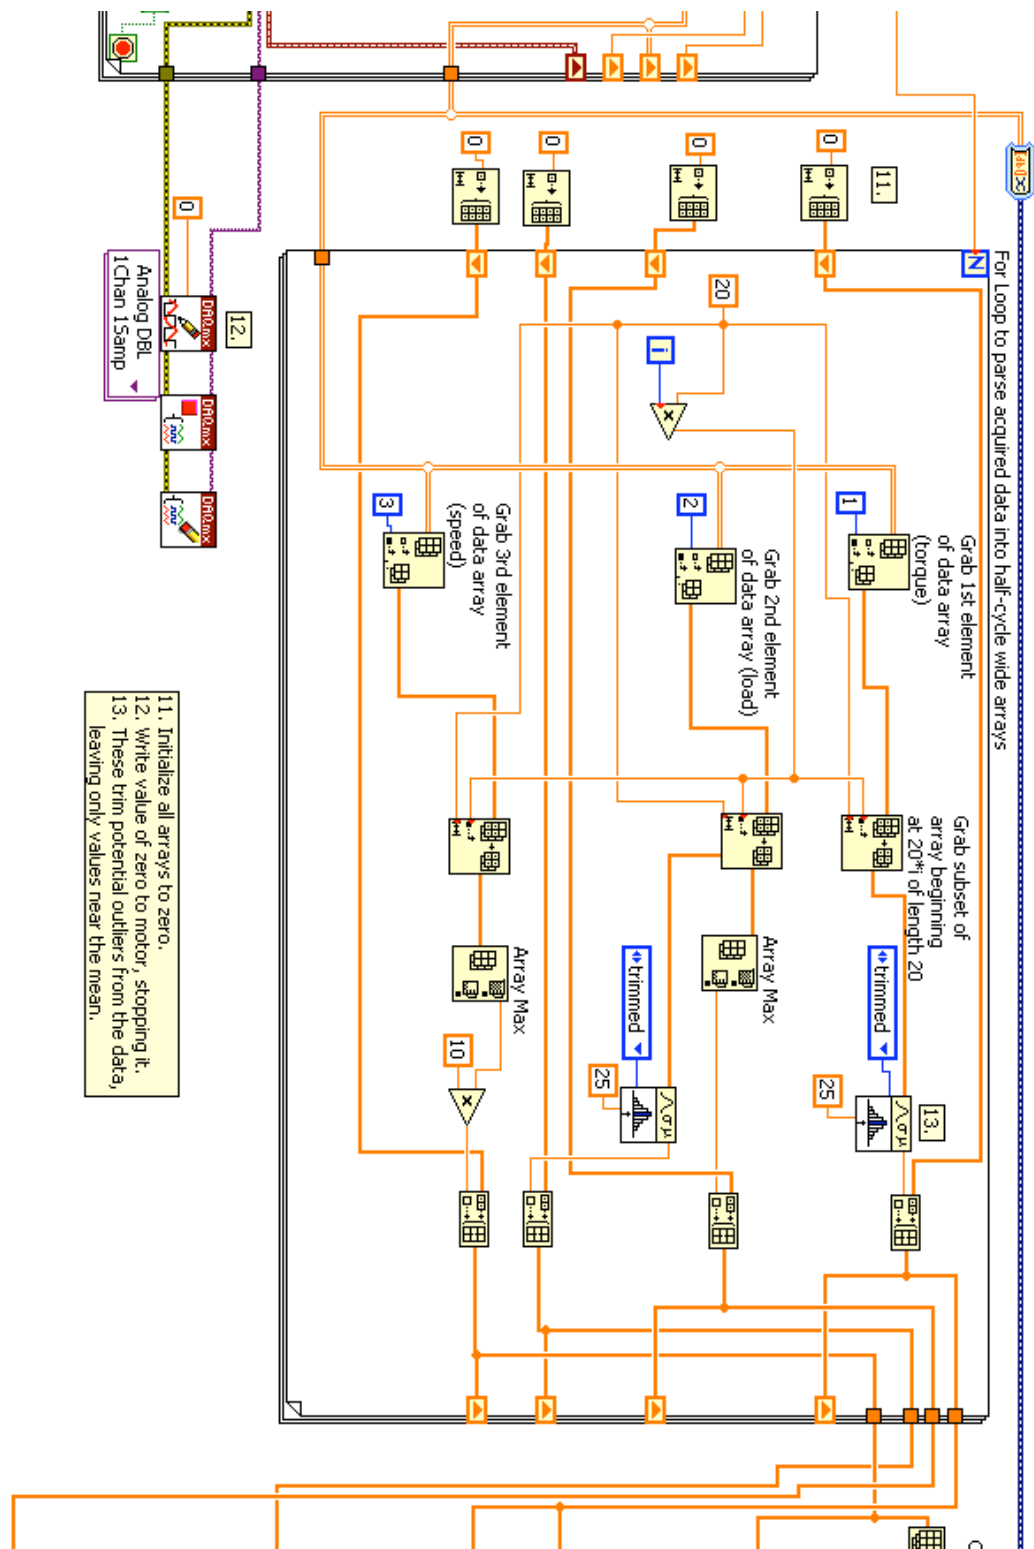 For Loop to parse acquired data into half-cycle wide arrays
N
11.
0
0
0
0
20
i
x
1
Grab 1st element
of data array
(torque)
2
Grab 2nd element
of data array (load)
3
Grab 3rd element
of data array
(speed)
Grab subset of
array beginning
at 20*i of length 20
Array Max
Array Max
trimmed
25
13.
σμ
trimmed
25
σμ
10
x
0
12.
DAQmx
DAQmx
DAQmx
Analog DBL
1Chan 1Samp
11. Initialize all arrays to zero.
12. Write value of zero to motor, stopping it.
13. These trim potential outliers from the data,
leaving only values near the mean.